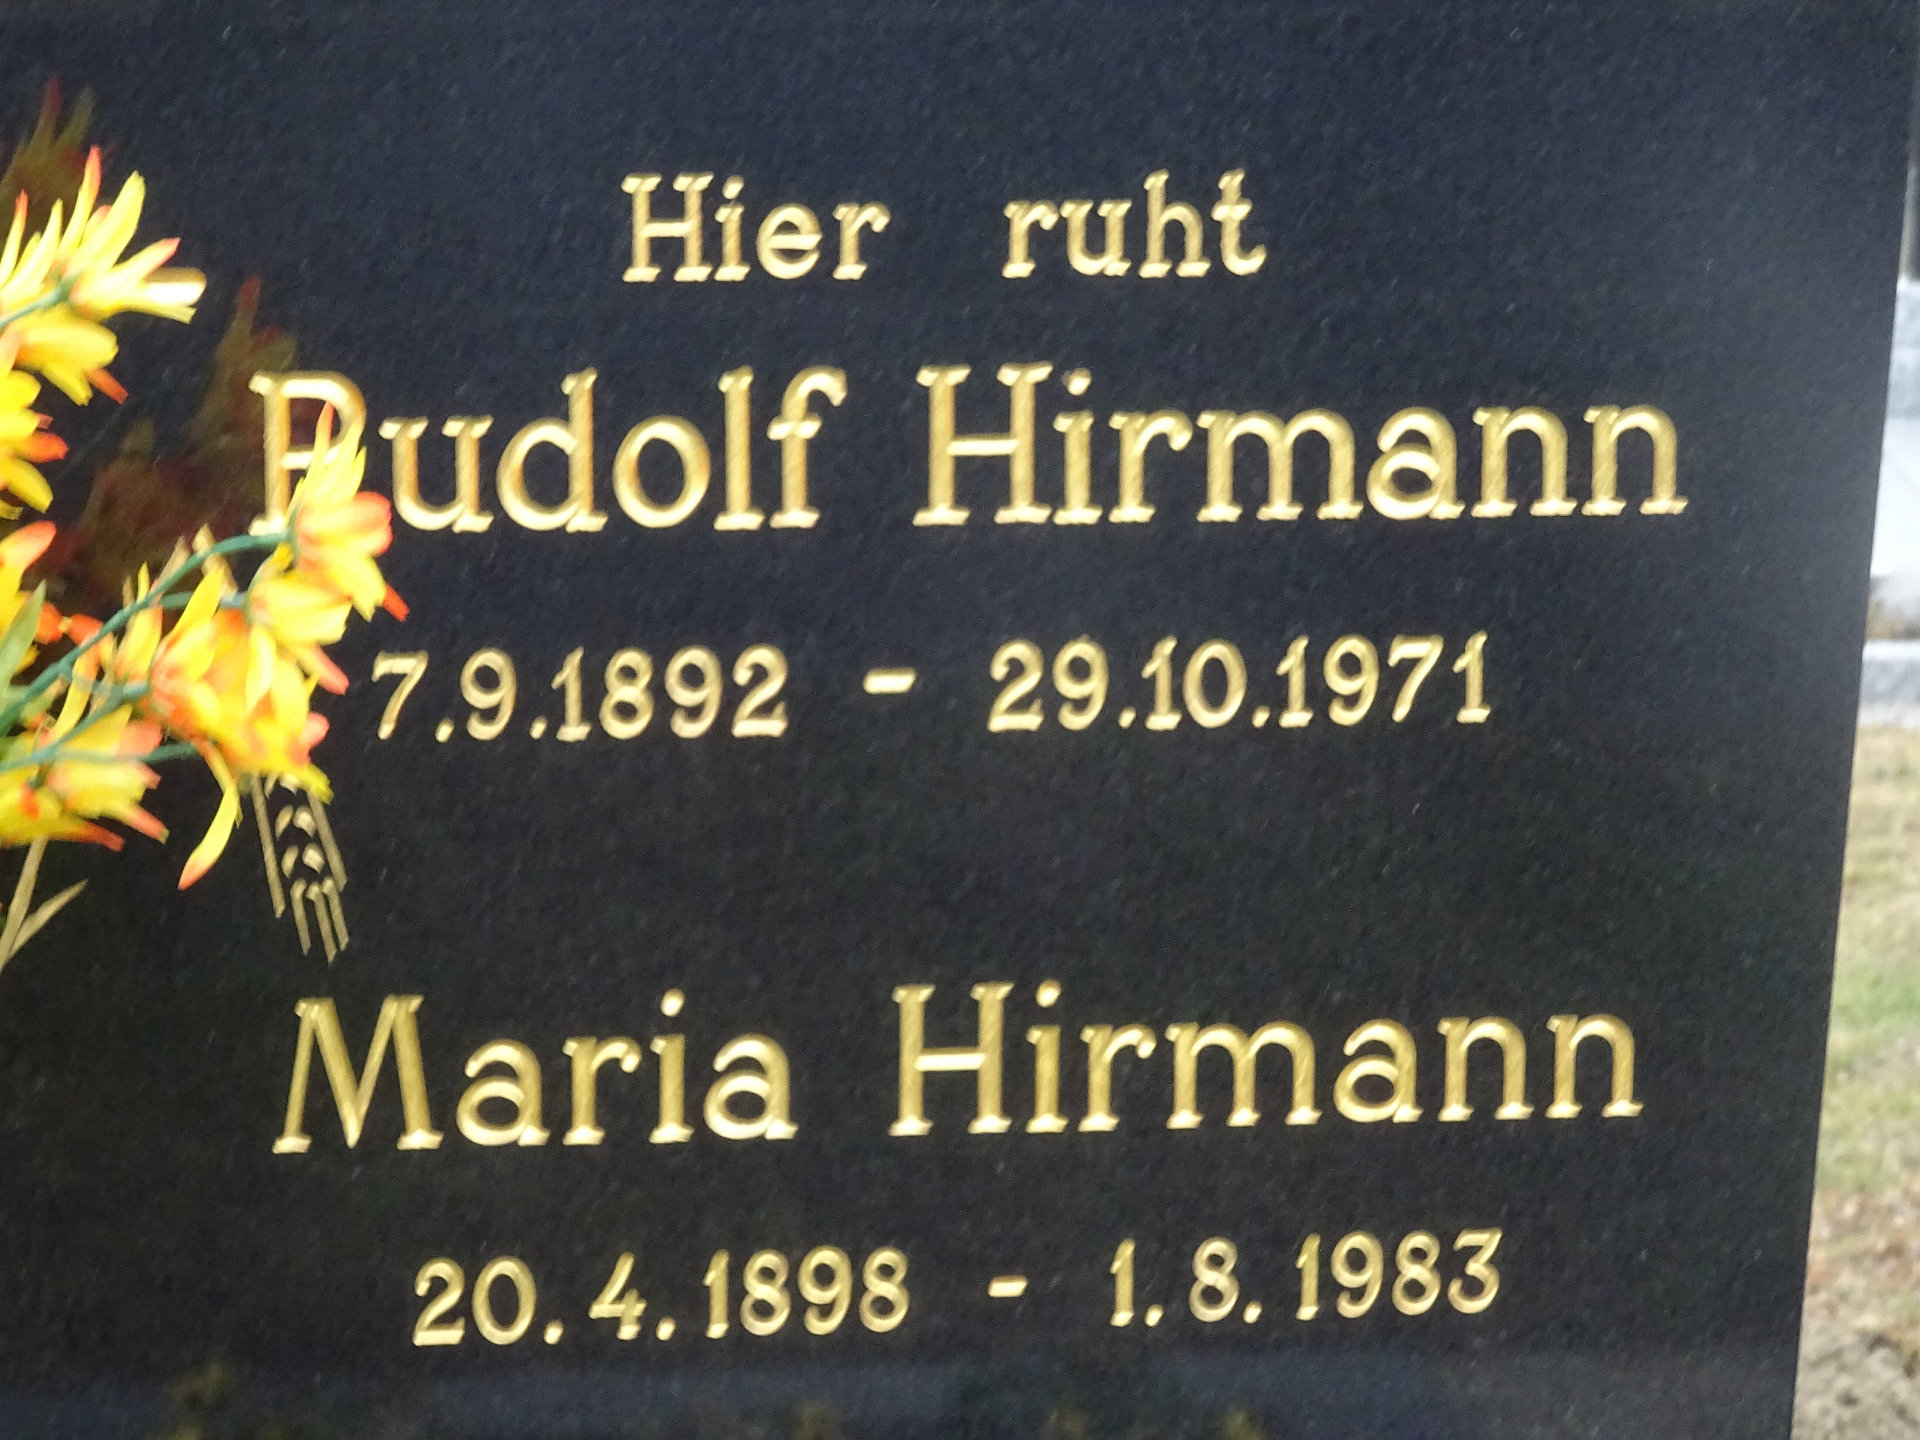 Hier ruht
Rudolf Hirmann
7.9.1892 - 29.10.1971
Maria Hirmann
20.4.1898 - 1.8.1983